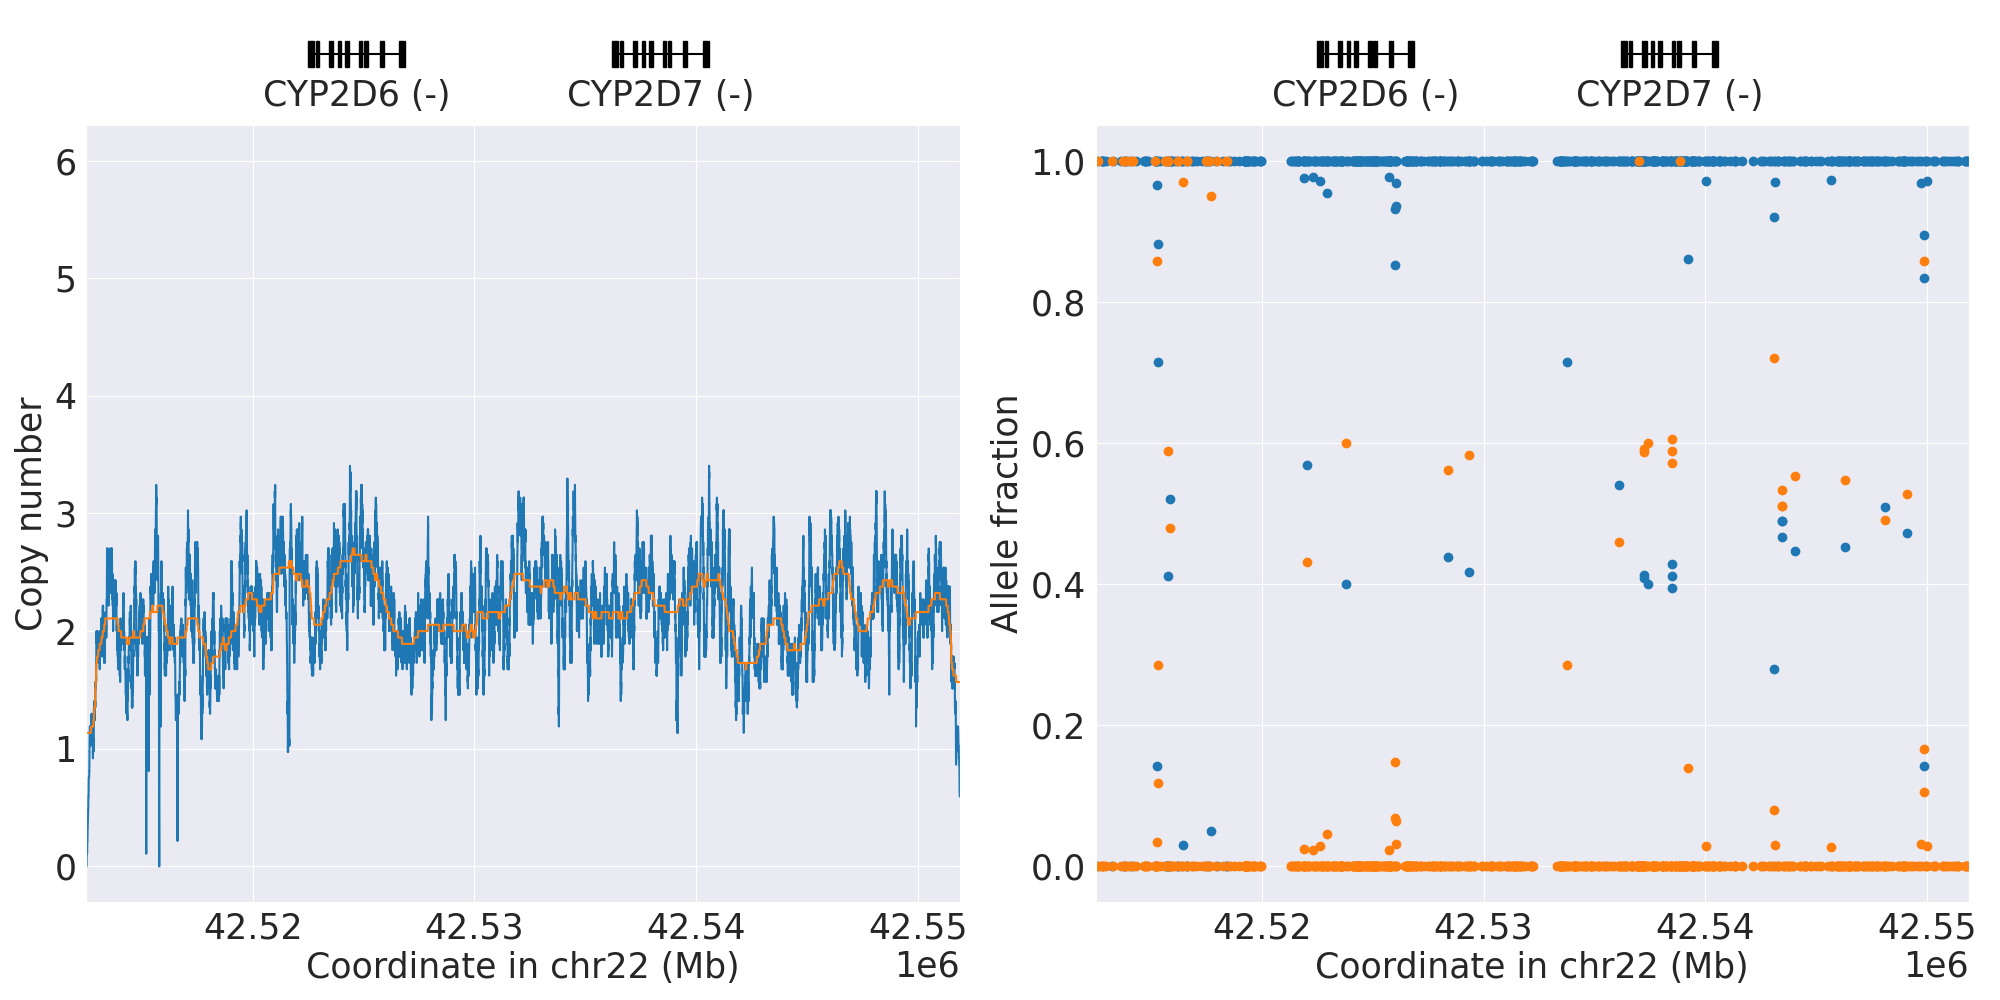 CYP2D6 (-)
CYP2D7 (-)
6
5
4
3
2
1
0
Copy number
42.52
42.53
42.54
42.55
Coordinate in chr22 (Mb)
1e6
CYP2D6 (-)
CYP2D7 (-)
1.0
0.8
0.6
0.4
0.2
0.0
Allele fraction
42.52
42.53
42.54
42.55
Coordinate in chr22 (Mb)
1e6